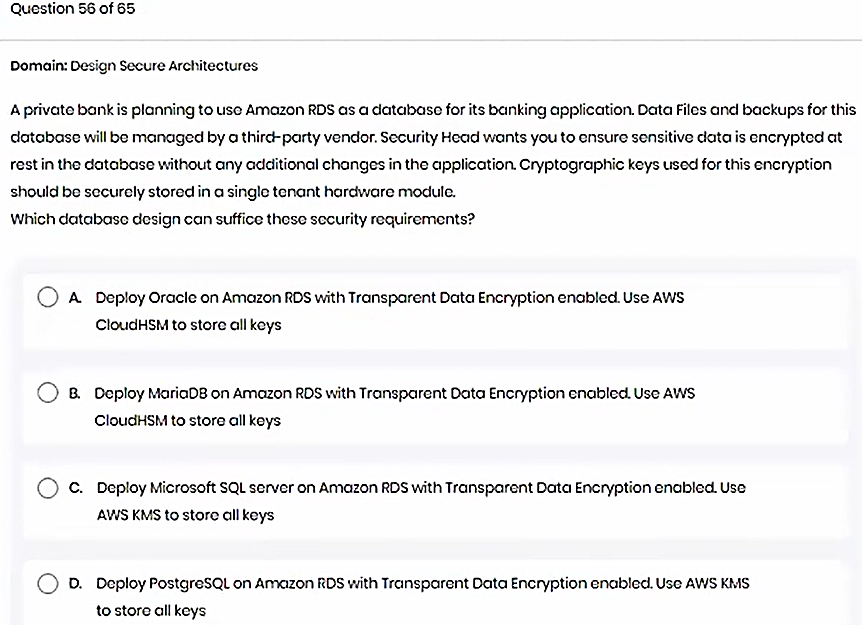 Question 56 of 65
Domain: Design Secure Architectures
A private bank is planning to use Amazon RDS as a database for its banking application. Data Files and backups for this
database will be managed by a third-party vendor. Security Head wants you to ensure sensitive data is encrypted at
rest in the database without any additional changes in the application. Cryptographic keys used for this encryption
should be securely stored in a single tenant hardware module.
Which database design can suffice these security requirements?
A. Deploy Oracle on Amazon RDS with Transparent Data Encryption enabled. Use AWS
CloudHSM to store all keys
B. Deploy MariaDB on Amazon RDS with Transparent Data Encryption enabled. Use AWS
CloudHSM to store all keys
C. Deploy Microsoft SQL server on Amazon RDS with Transparent Data Encryption enabled. Use
AWS KMS to store all keys
D. Deploy PostgreSQL on Amazon RDS with Transparent Data Encryption enabled. Use AWS KMS
to store all keys